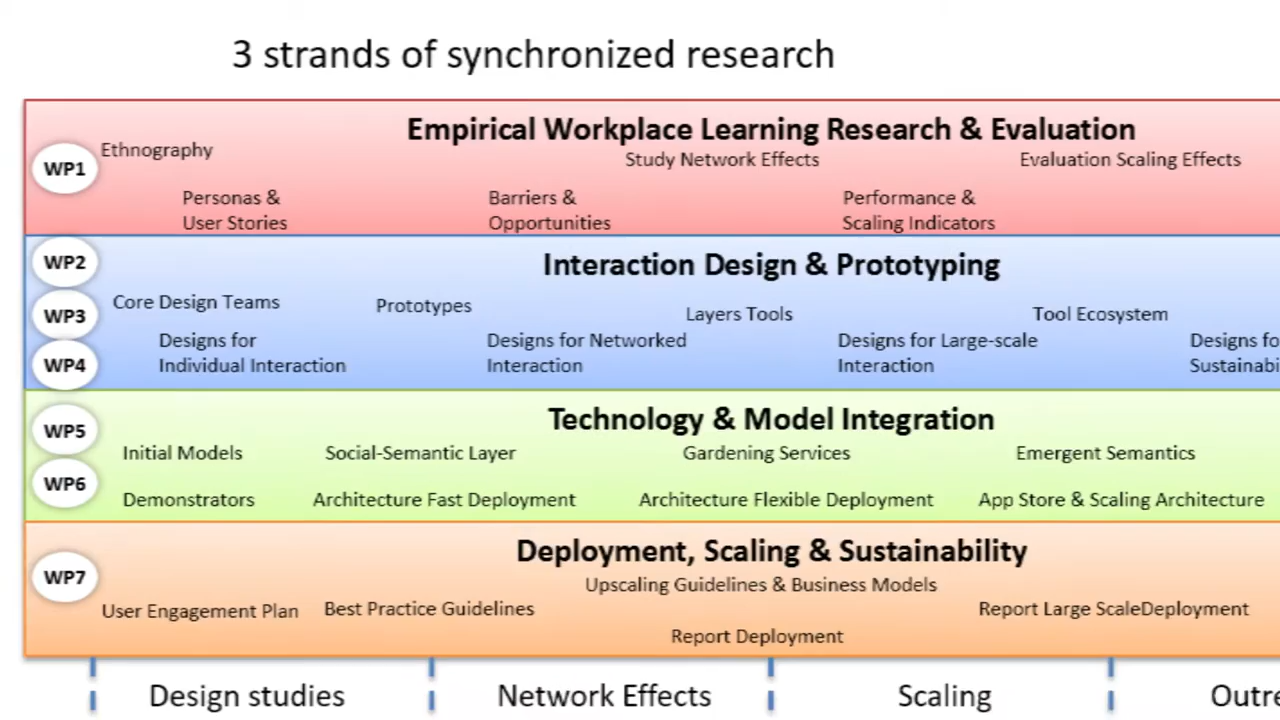 3 strands of synchronized research
Empirical Workplace Learning Research & Evaluation
WP1
Ethnography
Study Network Effects
Evaluation Scaling Effects
Personas &
User Stories
Barriers &
Opportunities
Performance &
Scaling Indicators
WP2
WP3
WP4
Interaction Design & Prototyping
Core Design Teams
Prototypes
Layers Tools
Tool Ecosystem
Designs for
Individual Interaction
Designs for Networked
Interaction
Designs for Large-scale
Interaction
Designs fo
Sustainabi
WP5
WP6
Technology & Model Integration
Initial Models
Social-Semantic Layer
Gardening Services
Emergent Semantics
Demonstrators
Architecture Fast Deployment
Architecture Flexible Deployment
App Store & Scaling Architecture
WP7
Deployment, Scaling & Sustainability
Upscaling Guidelines & Business Models
User Engagement Plan
Best Practice Guidelines
Report Large ScaleDeployment
Report Deployment
Design studies
Network Effects
Scaling
Outre